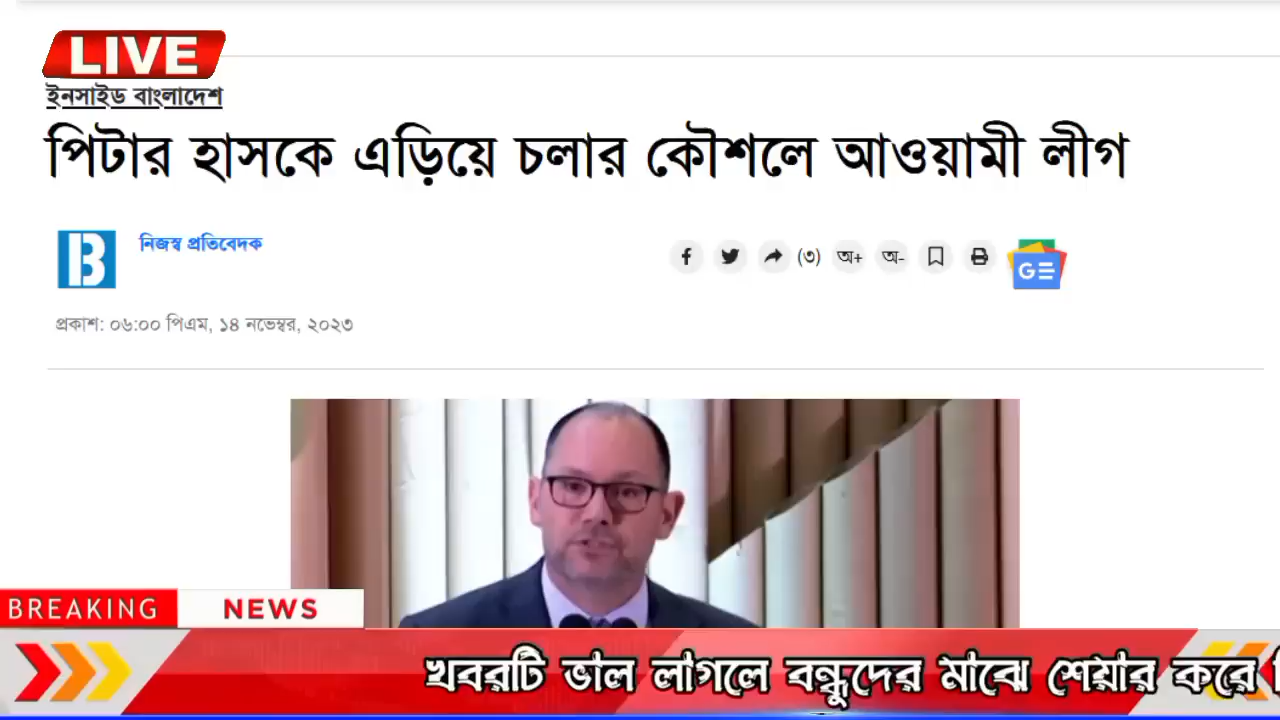 LIVE
ইনসাইড বাংলাদেশ
পিটার হাসকে এড়িয়ে চলার কৌশলে আওয়ামী লীগ
B
নিজস্ব প্রতিবেদক
(৩) অ+ অ-
G
প্রকাশ: ০৬:০০ পিএম, ১৪ নভেম্বর, ২০২৩
BREAKING NEWS
খবরটি ভাল লাগলে বন্ধুদের মাঝে শেয়ার করে